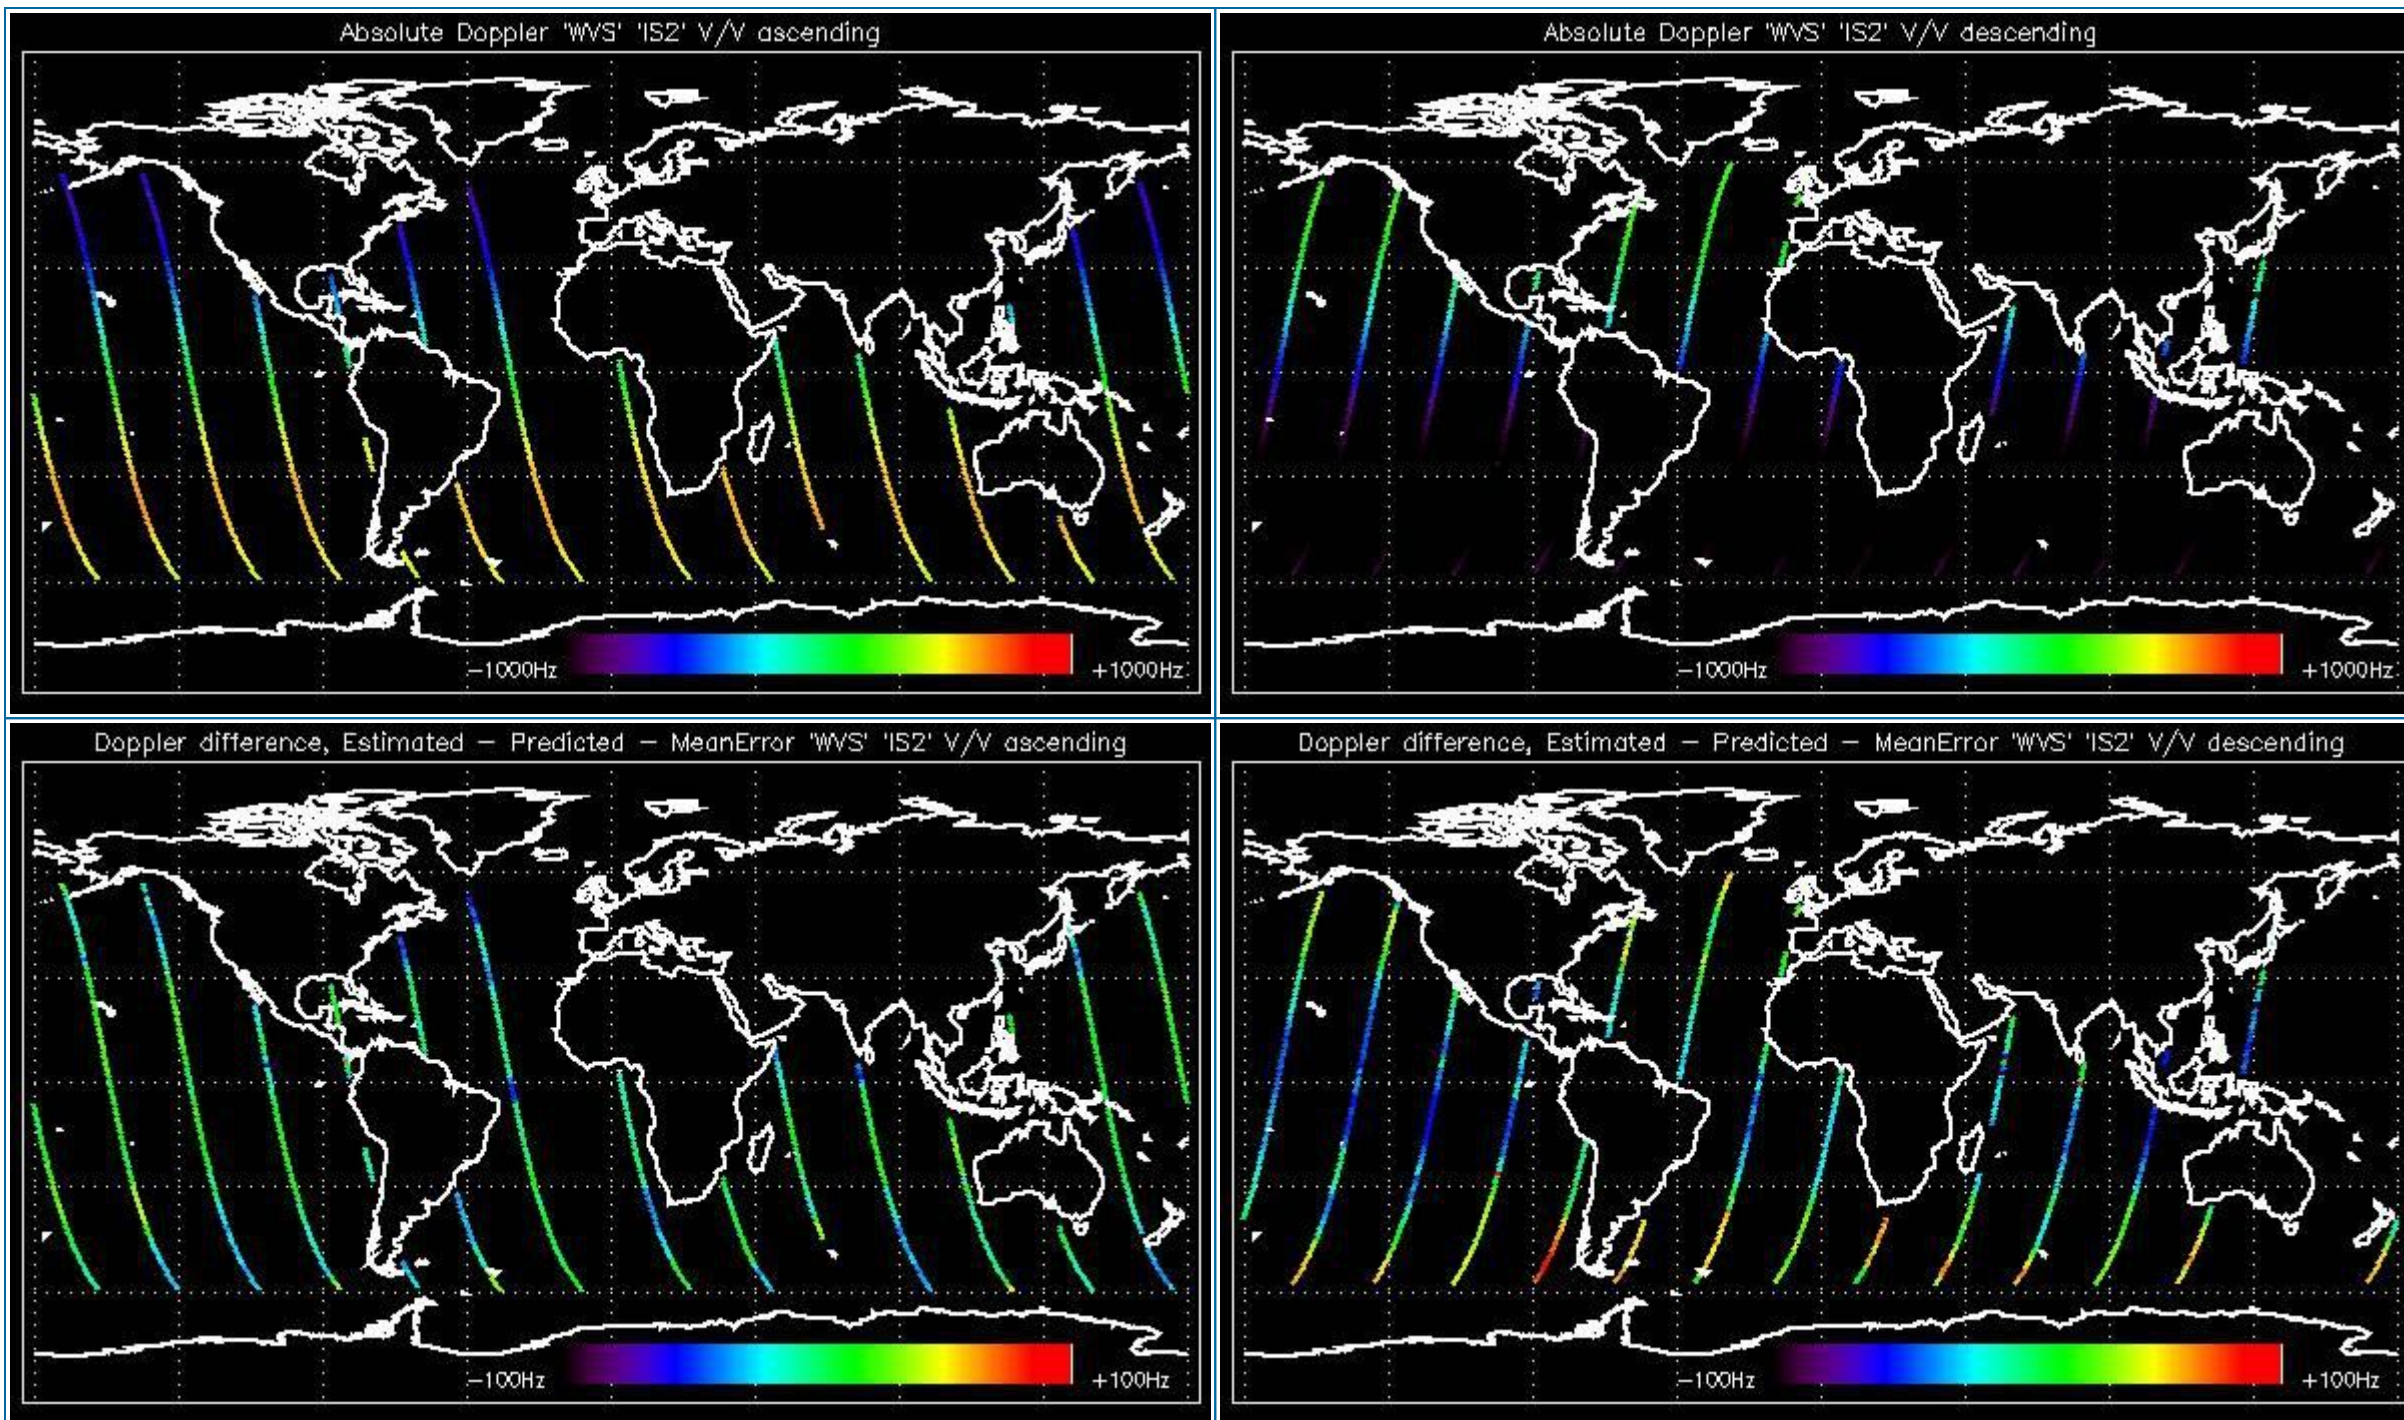 Absolute Doppler 'WVS' 'IS2' V/V ascending
-1000Hz
+1000Hz
Absolute Doppler 'WVS' 'IS2' V/V descending
-1000Hz
+1000Hz
Doppler difference, Estimated - Predicted - MeanError 'WVS' 'IS2' V/V ascending
-100Hz
+100Hz
Doppler difference, Estimated - Predicted - MeanError 'WVS' 'IS2' V/V descending
-100Hz
+100Hz